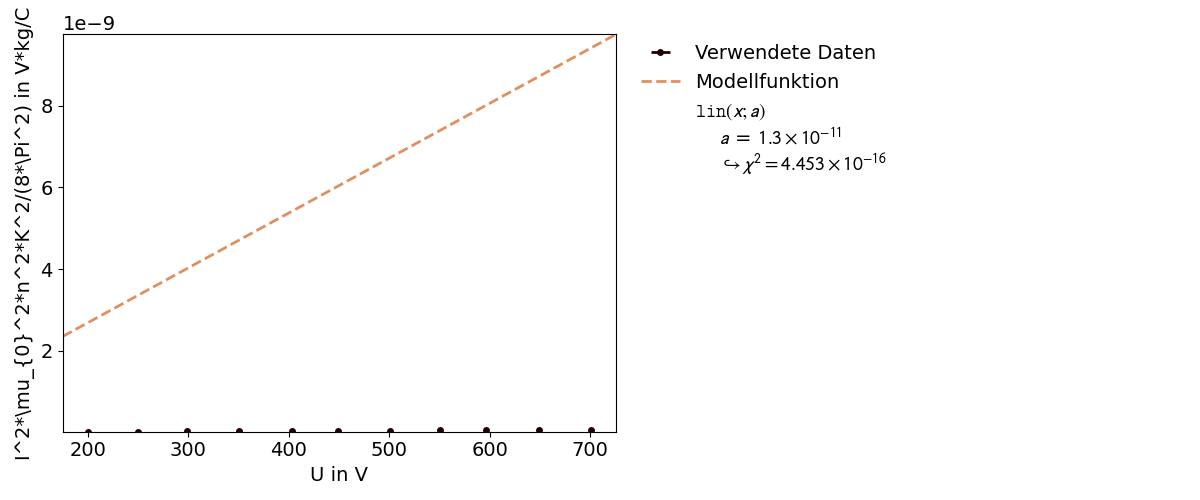 1e−9
I^2*\mu_{0}^2*n^2*K^2/(8*\Pi^2) in V*kg/C
8
6
4
2
200 300 400 500 600 700
U in V
Verwendete Daten
Modellfunktion
lin(x; a)
a = 1.3 × 10⁻¹¹
↪ χ² = 4.453 × 10⁻¹⁶